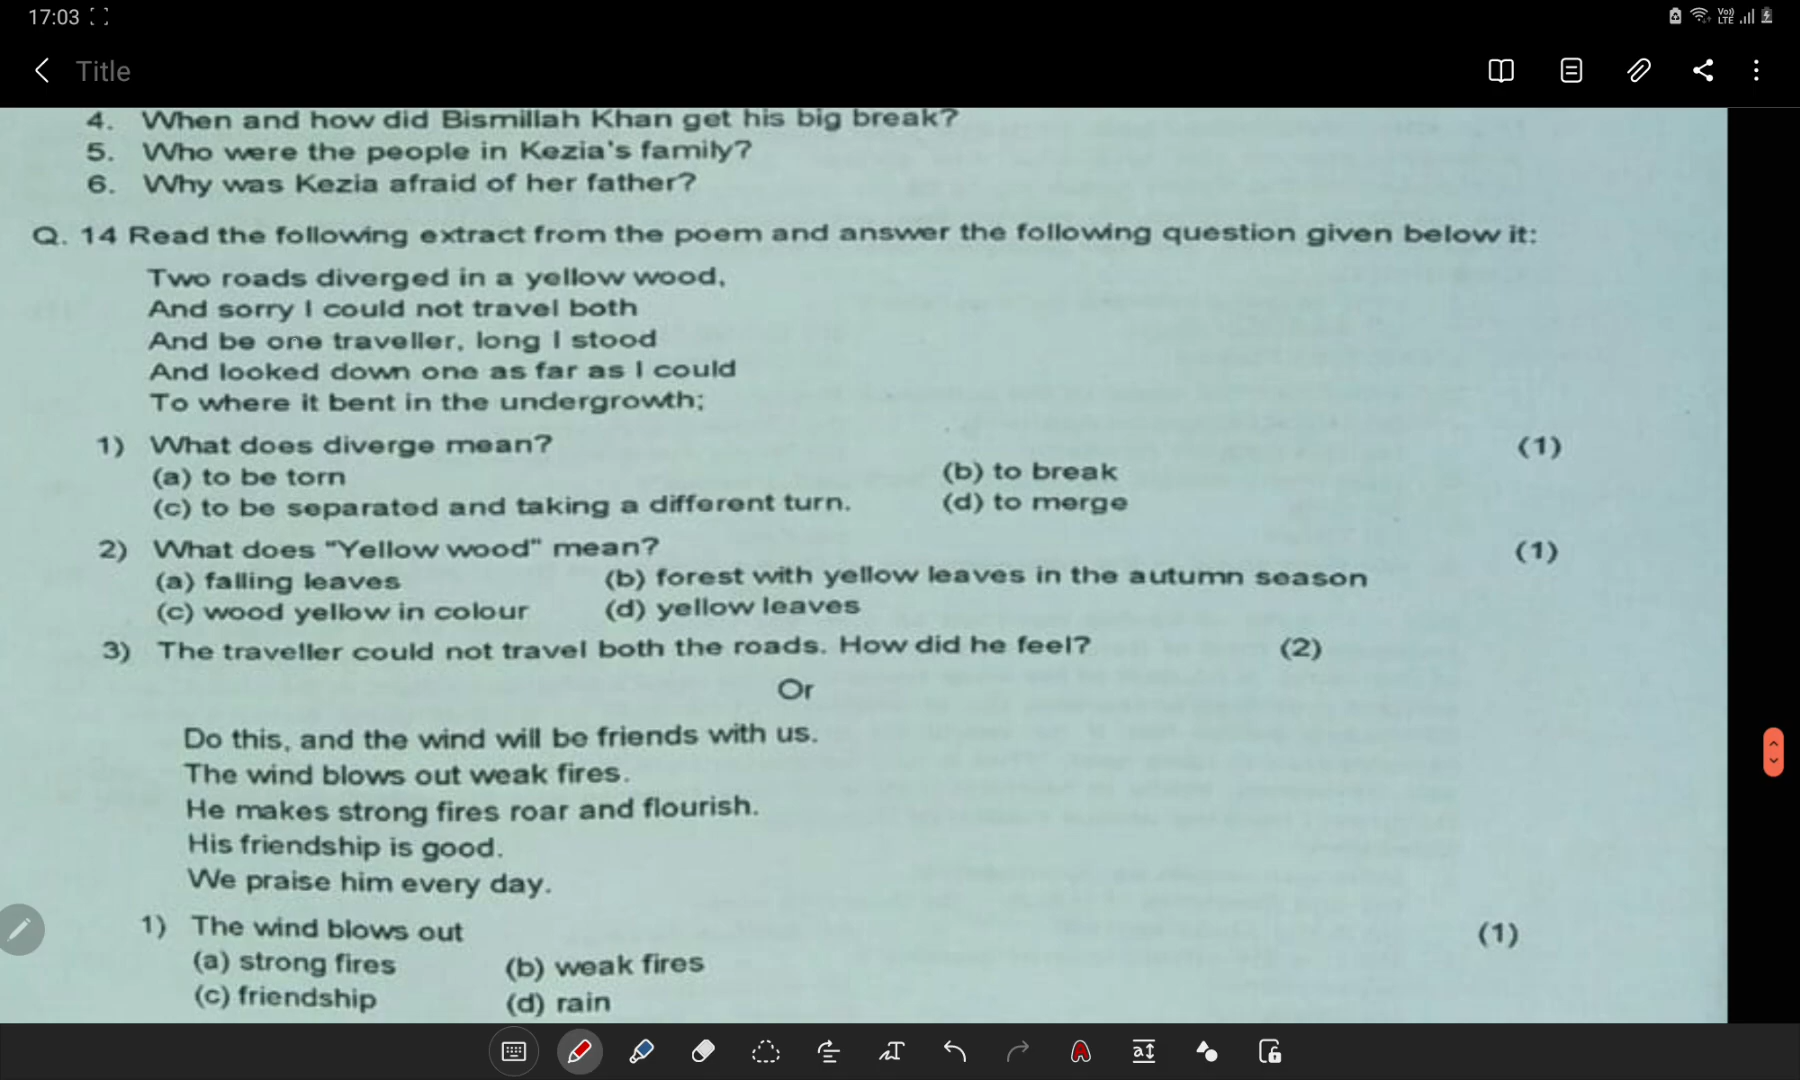 17:03
Title
4. When and how did Bismillah Khan get his big break?
5. Who were the people in Kezia's family?
6. Why was Kezia afraid of her father?
Q. 14 Read the following extract from the poem and answer the following question given below it:
Two roads diverged in a yellow wood,
And sorry I could not travel both
And be one traveller, long I stood
And looked down one as far as I could
To where it bent in the undergrowth;
1) What does diverge mean? (1)
(a) to be torn (b) to break
(c) to be separated and taking a different turn. (d) to merge
2) What does "Yellow wood" mean? (1)
(a) falling leaves (b) forest with yellow leaves in the autumn season
(c) wood yellow in colour (d) yellow leaves
3) The traveller could not travel both the roads. How did he feel? (2)
Or
Do this, and the wind will be friends with us.
The wind blows out weak fires.
He makes strong fires roar and flourish.
His friendship is good.
We praise him every day.
1) The wind blows out (1)
(a) strong fires (b) weak fires
(c) friendship (d) rain